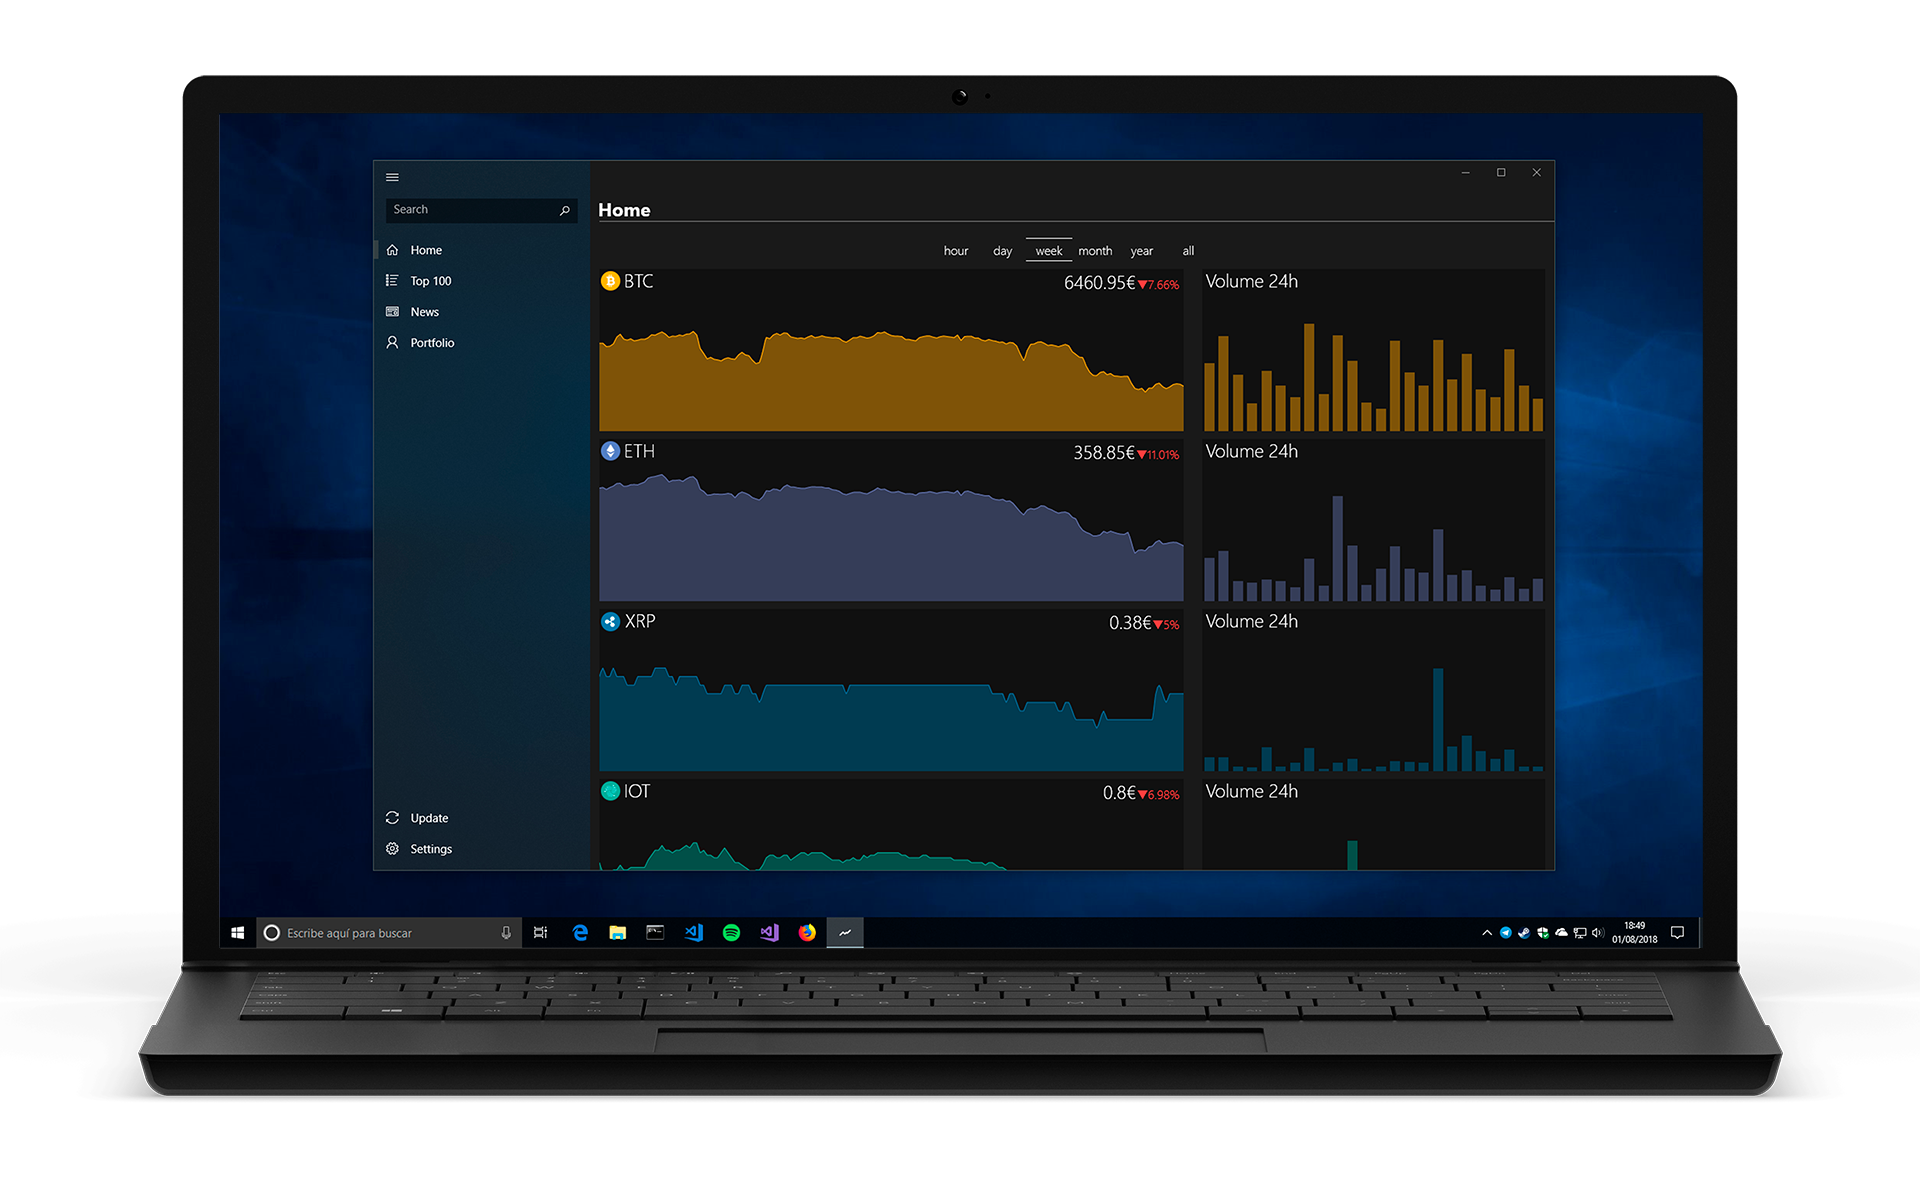 Search
Home
Top 100
News
Portfolio
Update
Settings
Home
hour day week month year all
BTC 6460.95€▼7.66%
Volume 24h
ETH 358.85€▼11.01%
Volume 24h
XRP 0.38€▼5%
Volume 24h
IOT 0.8€▼6.98%
Volume 24h
Escribe aquí para buscar
18:49
01/08/2018